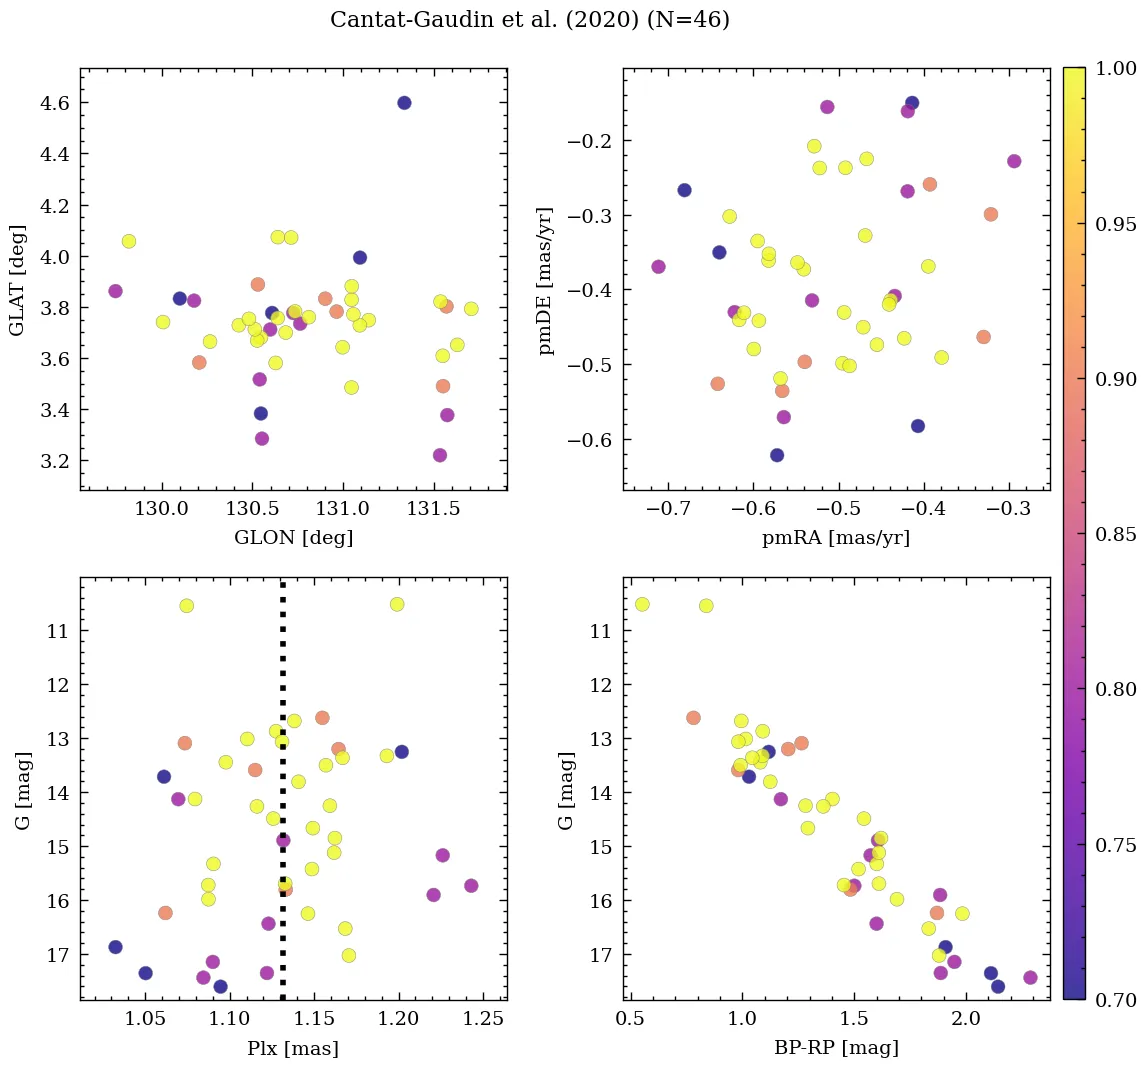 Cantat-Gaudin et al. (2020) (N=46)
4.6
4.4
4.2
4.0
3.8
3.6
3.4
3.2
GLAT [deg]
130.0 130.5 131.0 131.5
GLON [deg]
−0.2
−0.3
−0.4
−0.5
−0.6
pmDE [mas/yr]
−0.7 −0.6 −0.5 −0.4 −0.3
pmRA [mas/yr]
11
12
13
14
15
16
17
G [mag]
1.05 1.10 1.15 1.20 1.25
Plx [mas]
11
12
13
14
15
16
17
G [mag]
0.5 1.0 1.5 2.0
BP-RP [mag]
1.00
0.95
0.90
0.85
0.80
0.75
0.70